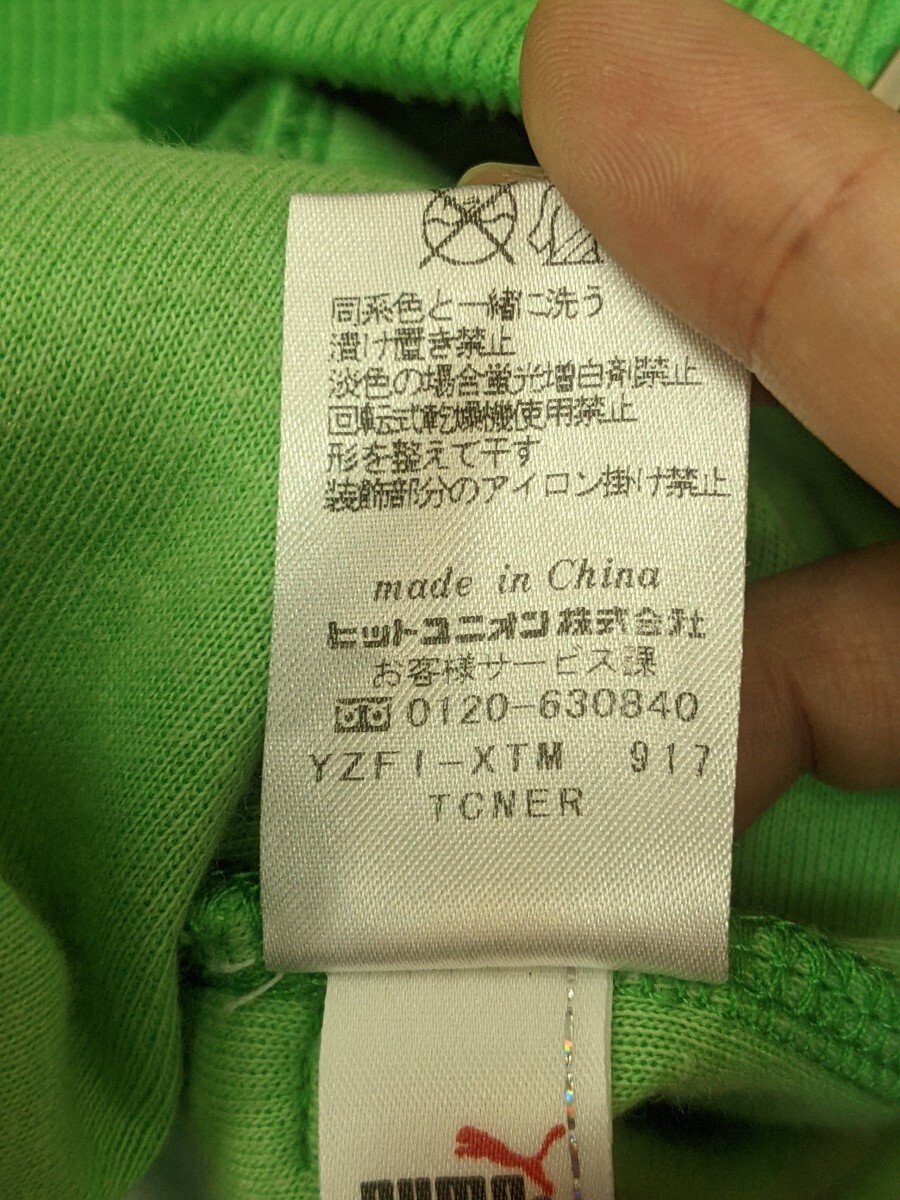 同系色と一緒に洗う
漬け置き禁止
淡色の場合蛍光増白剤禁止
回転式乾燥機使用禁止
形を整えて干す
装飾部分のアイロン掛け禁止
made in China
ヒットユニオン株式会社
お客様サービス課
0120-630840
YZF1-XTM 917
TCNER